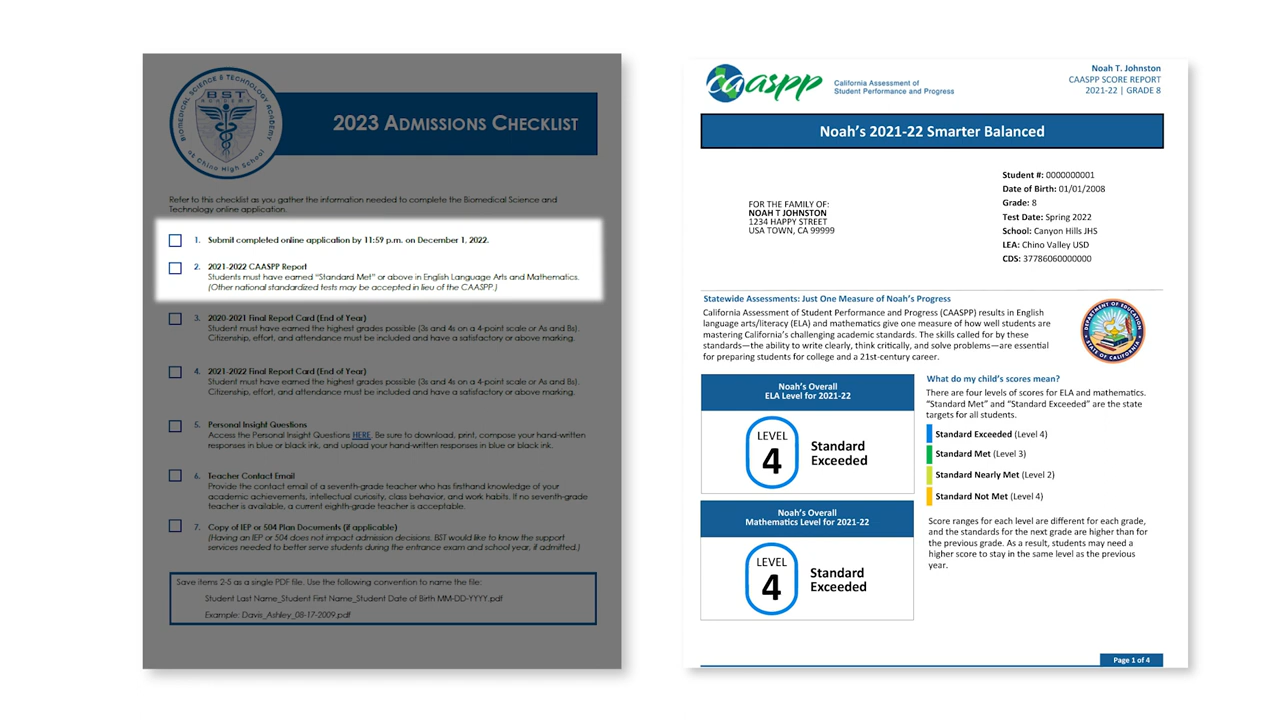 BIOMEDICAL SCIENCE & TECHNOLOGY ACADEMY
BST
ACADEMY
at Chino High School
2023 ADMISSIONS CHECKLIST
Refer to this checklist as you gather the information needed to complete the Biomedical Science and
Technology online application.
1. Submit completed online application by 11:59 p.m. on December 1, 2022.
2. 2021-2022 CAASPP Report
Students must have earned “Standard Met” or above in English Language Arts and Mathematics.
(Other national standardized tests may be accepted in lieu of the CAASPP.)
3. 2020-2021 Final Report Card (End of Year)
Student must have earned the highest grades possible (3s and 4s on a 4-point scale or As and Bs).
Citizenship, effort, and attendance must be included and have a satisfactory or above marking.
4. 2021-2022 Final Report Card (End of Year)
Student must have earned the highest grades possible (3s and 4s on a 4-point scale or As and Bs).
Citizenship, effort, and attendance must be included and have a satisfactory or above marking.
5. Personal Insight Questions
Access the Personal Insight Questions HERE. Be sure to download, print, compose your hand-written
responses in blue or black ink, and upload your hand-written responses in blue or black ink.
6. Teacher Contact Email
Provide the contact email of a seventh-grade teacher who has firsthand knowledge of your
academic achievements, intellectual curiosity, class behavior, and work habits. If no seventh-grade
teacher is available, a current eighth-grade teacher is acceptable.
7. Copy of IEP or 504 Plan Documents (if applicable)
(Having an IEP or 504 does not impact admission decisions. BST would like to know the support
services needed to better serve students during the entrance exam and school year, if admitted.)
Save items 2-5 as a single PDF file. Use the following convention to name the file:
Student Last Name_Student First Name_Student Date of Birth MM-DD-YYYY.pdf
Example: Davis_Ashley_08-17-2009.pdf
caaspp
California Assessment of
Student Performance and Progress
Noah T. Johnston
CAASPP SCORE REPORT
2021-22 | GRADE 8
Noah’s 2021-22 Smarter Balanced
FOR THE FAMILY OF:
NOAH T JOHNSTON
1234 HAPPY STREET
USA TOWN, CA 99999
Student #: 0000000001
Date of Birth: 01/01/2008
Grade: 8
Test Date: Spring 2022
School: Canyon Hills JHS
LEA: Chino Valley USD
CDS: 37786060000000
Statewide Assessments: Just One Measure of Noah’s Progress
California Assessment of Student Performance and Progress (CAASPP) results in English
language arts/literacy (ELA) and mathematics give one measure of how well students are
mastering California’s challenging academic standards. The skills called for by these
standards—the ability to write clearly, think critically, and solve problems—are essential
for preparing students for college and a 21st-century career.
DEPARTMENT OF EDUCATION
STATE OF CALIFORNIA
Noah’s Overall
ELA Level for 2021-22
LEVEL
4
Standard
Exceeded
Noah’s Overall
Mathematics Level for 2021-22
LEVEL
4
Standard
Exceeded
What do my child’s scores mean?
There are four levels of scores for ELA and mathematics.
“Standard Met” and “Standard Exceeded” are the state
targets for all students.
Standard Exceeded (Level 4)
Standard Met (Level 3)
Standard Nearly Met (Level 2)
Standard Not Met (Level 4)
Score ranges for each level are different for each grade,
and the standards for the next grade are higher than for
the previous grade. As a result, students may need a
higher score to stay in the same level as the previous
year.
Page 1 of 4